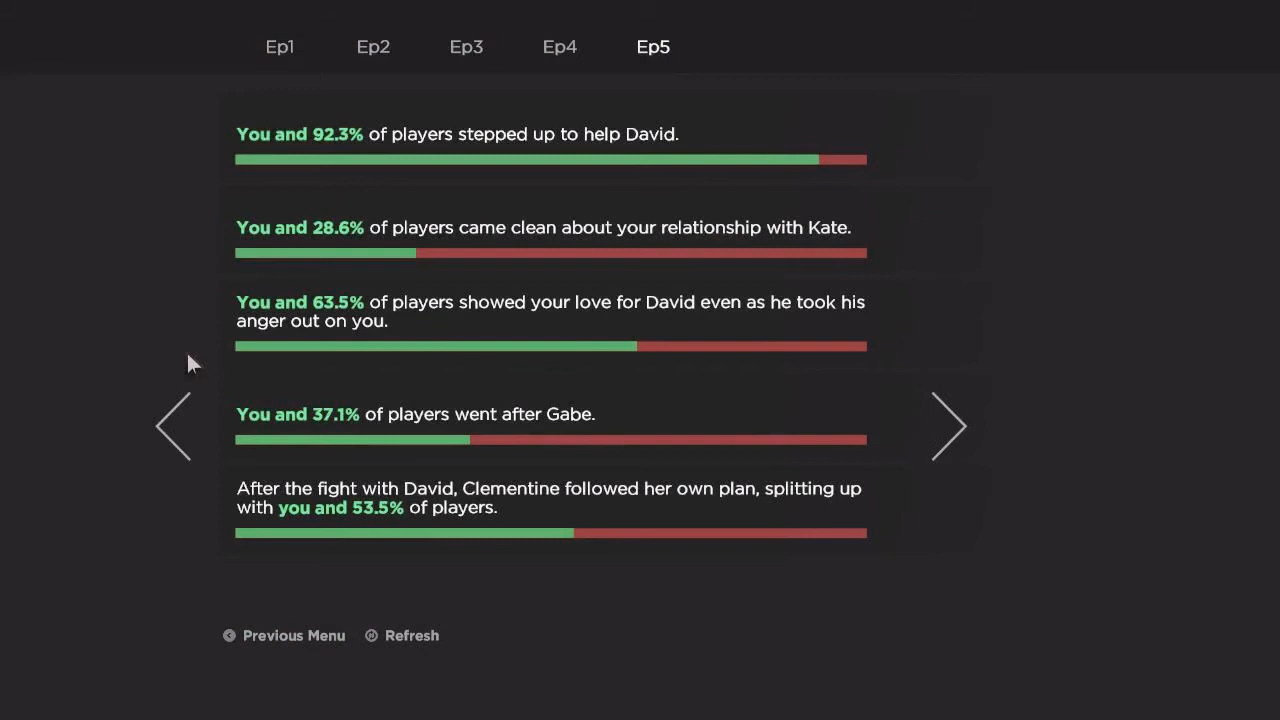 Ep1 Ep2 Ep3 Ep4 Ep5
You and 92.3% of players stepped up to help David.
You and 28.6% of players came clean about your relationship with Kate.
You and 63.5% of players showed your love for David even as he took his
anger out on you.
You and 37.1% of players went after Gabe.
After the fight with David, Clementine followed her own plan, splitting up
with you and 53.5% of players.
Previous Menu Refresh